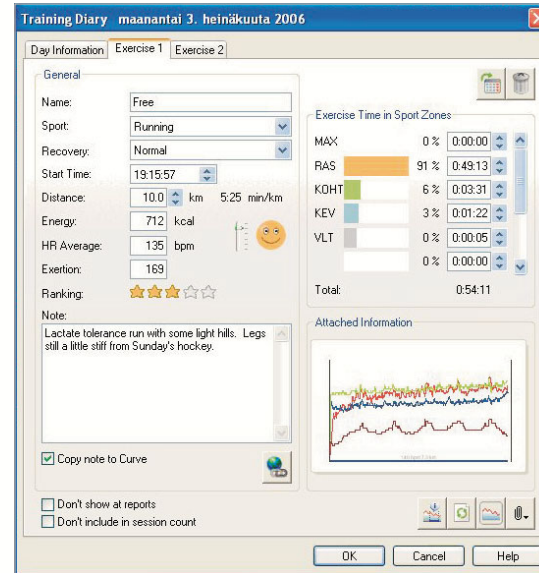 Training Diary maanantai 3. heinäkuuta 2006
Day Information Exercise 1 Exercise 2
General
Name: Free
Sport: Running
Recovery: Normal
Start Time: 19:15:57
Distance: 10.0 km 5:25 min/km
Energy: 712 kcal
HR Average: 135 bpm
Exertion: 169
Ranking:
Note:
Lactate tolerance run with some light hills. Legs
still a little stiff from Sunday's hockey.
Copy note to Curve
Don't show at reports
Don't include in session count
Exercise Time in Sport Zones
MAX 0 % 0:00:00
RAS 91 % 0:49:13
KOHT 6 % 0:03:31
KEV 3 % 0:01:22
VLT 0 % 0:00:05
0 % 0:00:00
Total: 0:54:11
Attached Information
OK Cancel Help